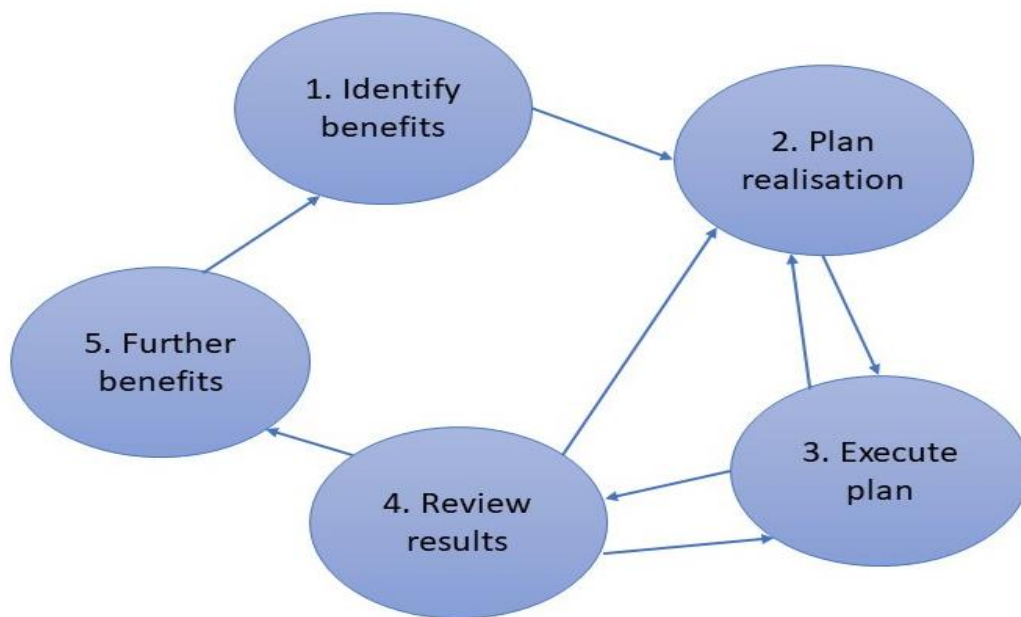 1. Identify
benefits
2. Plan
realisation
3. Execute
plan
4. Review
results
5. Further
benefits